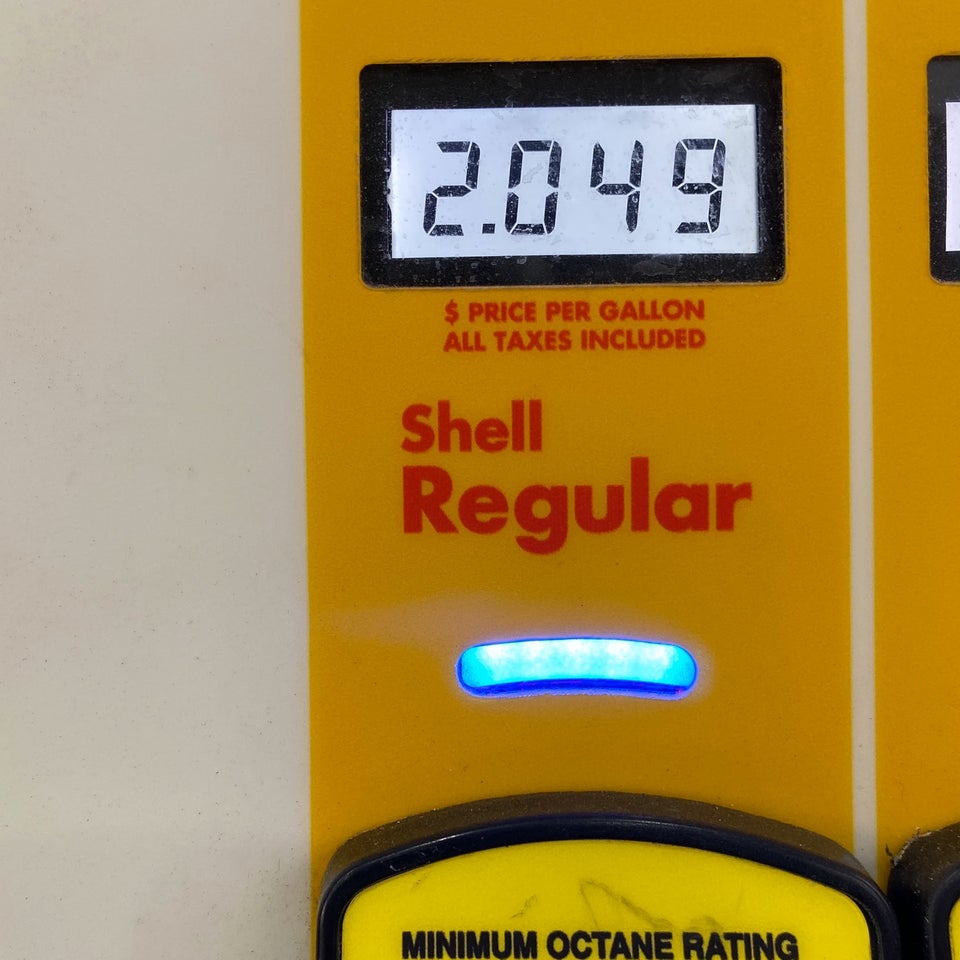 2.049
$ PRICE PER GALLON
ALL TAXES INCLUDED
Shell
Regular
MINIMUM OCTANE RATING